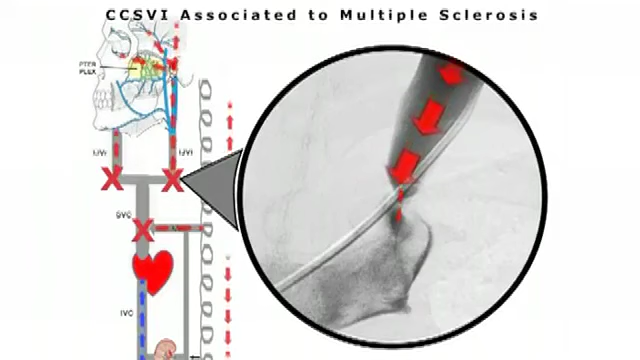 CCSVI Associated to Multiple Sclerosis
PTER
PLEX
IJVr
IJVl
SVC
IVC